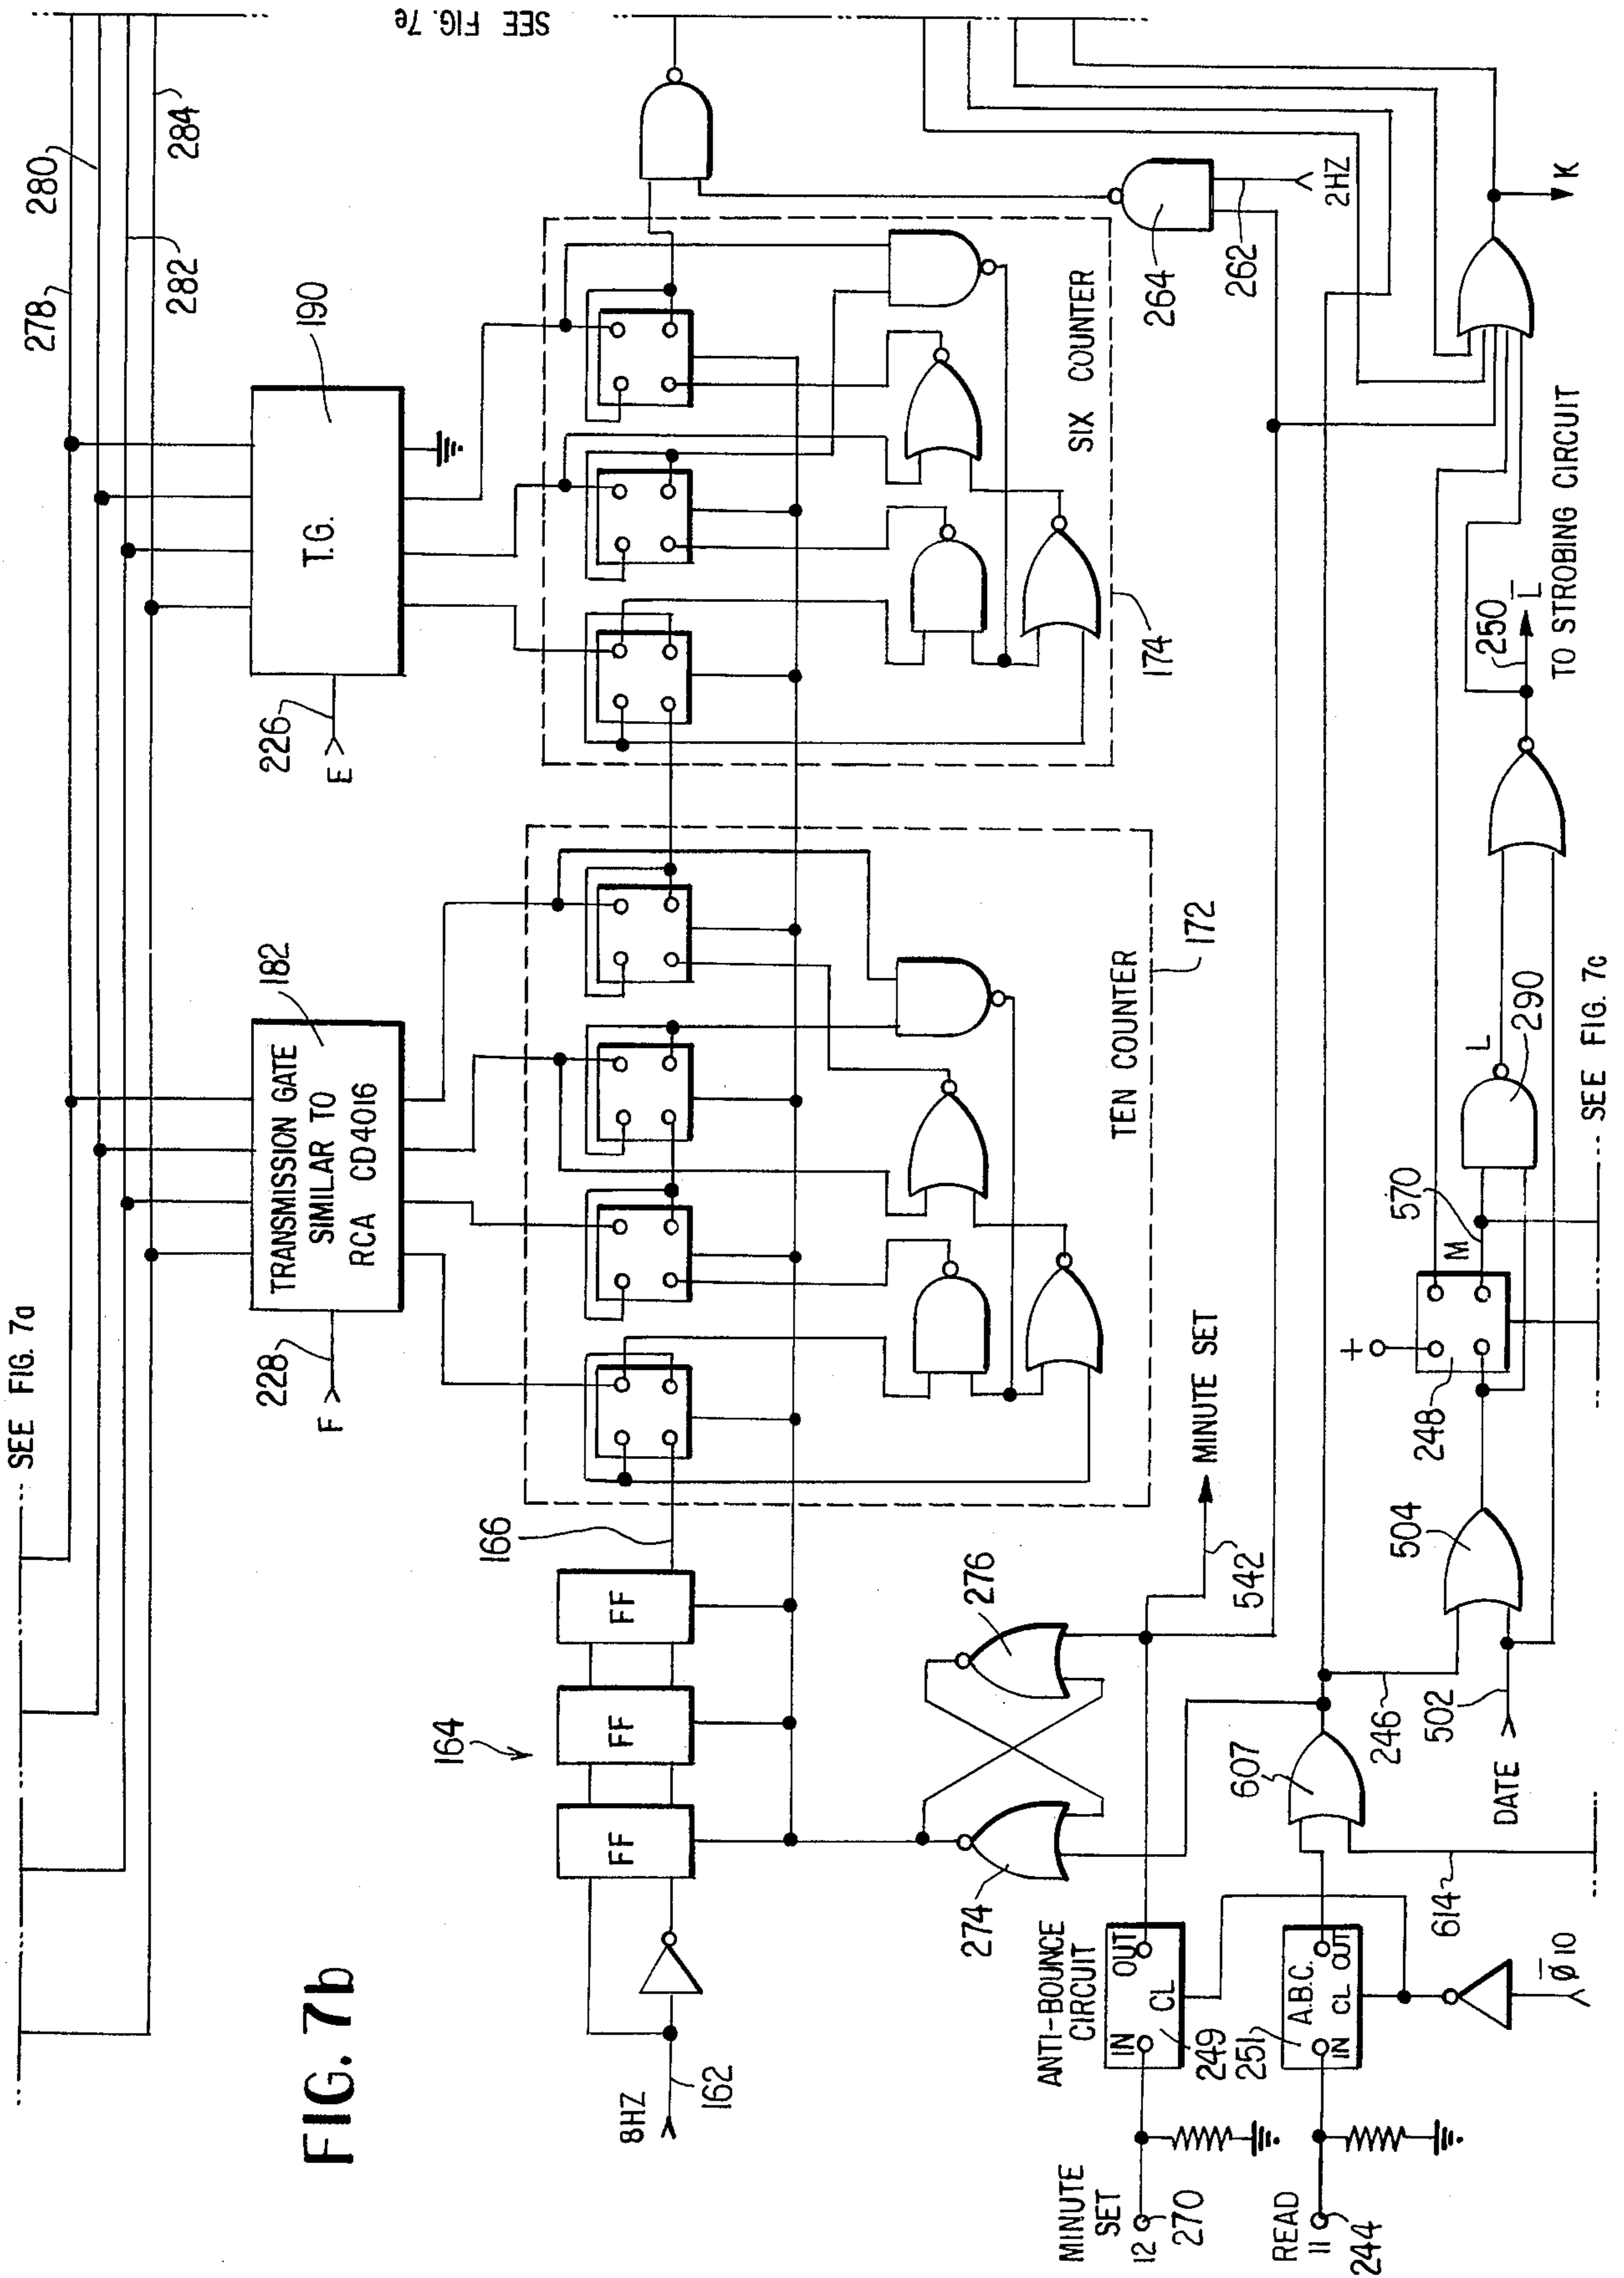 FIG. 7b
SEE FIG. 7a
SEE FIG. 7e
278
280
282
284
F
228
TRANSMISSION GATE
SIMILAR TO
RCA CD4016
182
E
226
T.G.
190
8HZ
162
164
FF
FF
FF
166
TEN COUNTER
172
SIX COUNTER
174
264
262
2HZ
274
276
MINUTE SET
542
MINUTE
SET
12
270
ANTI-BOUNCE
CIRCUIT
IN
OUT
CL
249
READ
11
244
251
A.B.C.
IN
CL
OUT
Φ̅10
614
607
246
502
DATE
504
248
+
M
570
L
290
250
L̅
TO STROBING CIRCUIT
K
SEE FIG. 7c